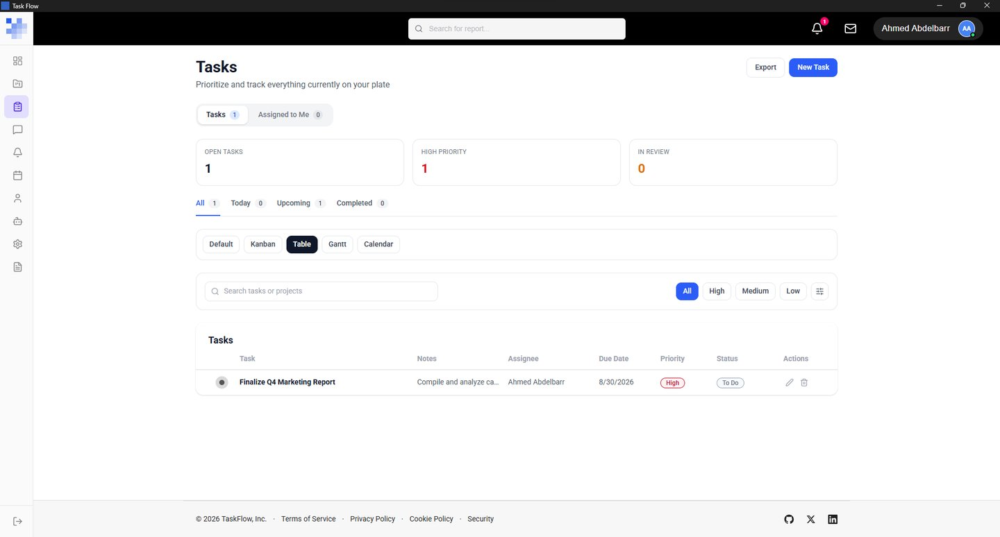 Task Flow
Search for report...
1
Ahmed Abdelbarr AA
Tasks
Export New Task
Prioritize and track everything currently on your plate
Tasks 1 Assigned to Me 0
OPEN TASKS HIGH PRIORITY IN REVIEW
1 1 0
All 1 Today 0 Upcoming 1 Completed 0
Default Kanban Table Gantt Calendar
Search tasks or projects All High Medium Low
Tasks
Task Notes Assignee Due Date Priority Status Actions
Finalize Q4 Marketing Report Compile and analyze ca... Ahmed Abdelbarr 8/30/2026 High To Do
© 2026 TaskFlow, Inc. · Terms of Service · Privacy Policy · Cookie Policy · Security